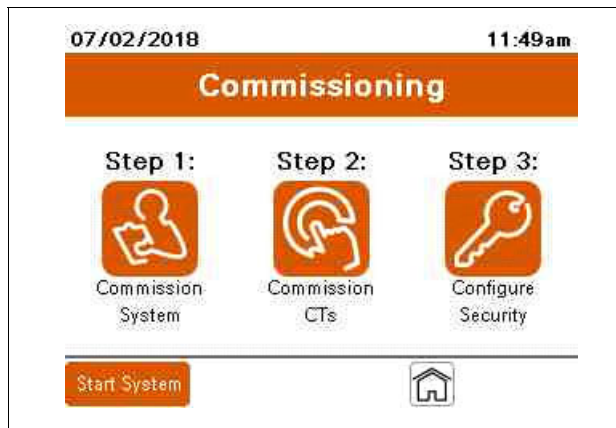 07/02/2018 11:49am
Commissioning
Step 1: Step 2: Step 3:
Commission Commission Configure
System CTs Security
Start System